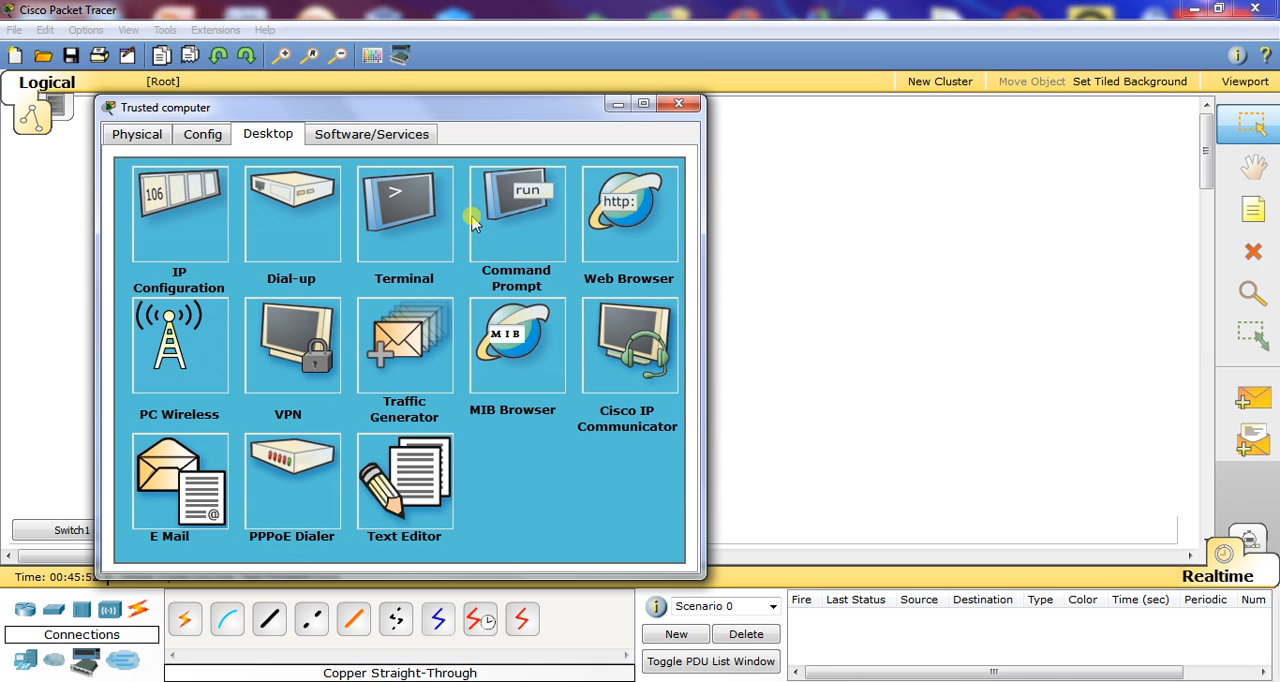 Cisco Packet Tracer
File Edit Options View Tools Extensions Help
Logical [Root] New Cluster Move Object Set Tiled Background Viewport
Trusted computer
Physical Config Desktop Software/Services
106
>
run
http:
IP Configuration
Dial-up
Terminal
Command Prompt
Web Browser
MIB
PC Wireless
VPN
Traffic Generator
MIB Browser
Cisco IP Communicator
@
E Mail
PPPoE Dialer
Text Editor
Switch1
Time: 00:45:52
Realtime
Connections
Copper Straight-Through
Scenario 0
New Delete
Toggle PDU List Window
Fire Last Status Source Destination Type Color Time (sec) Periodic Num